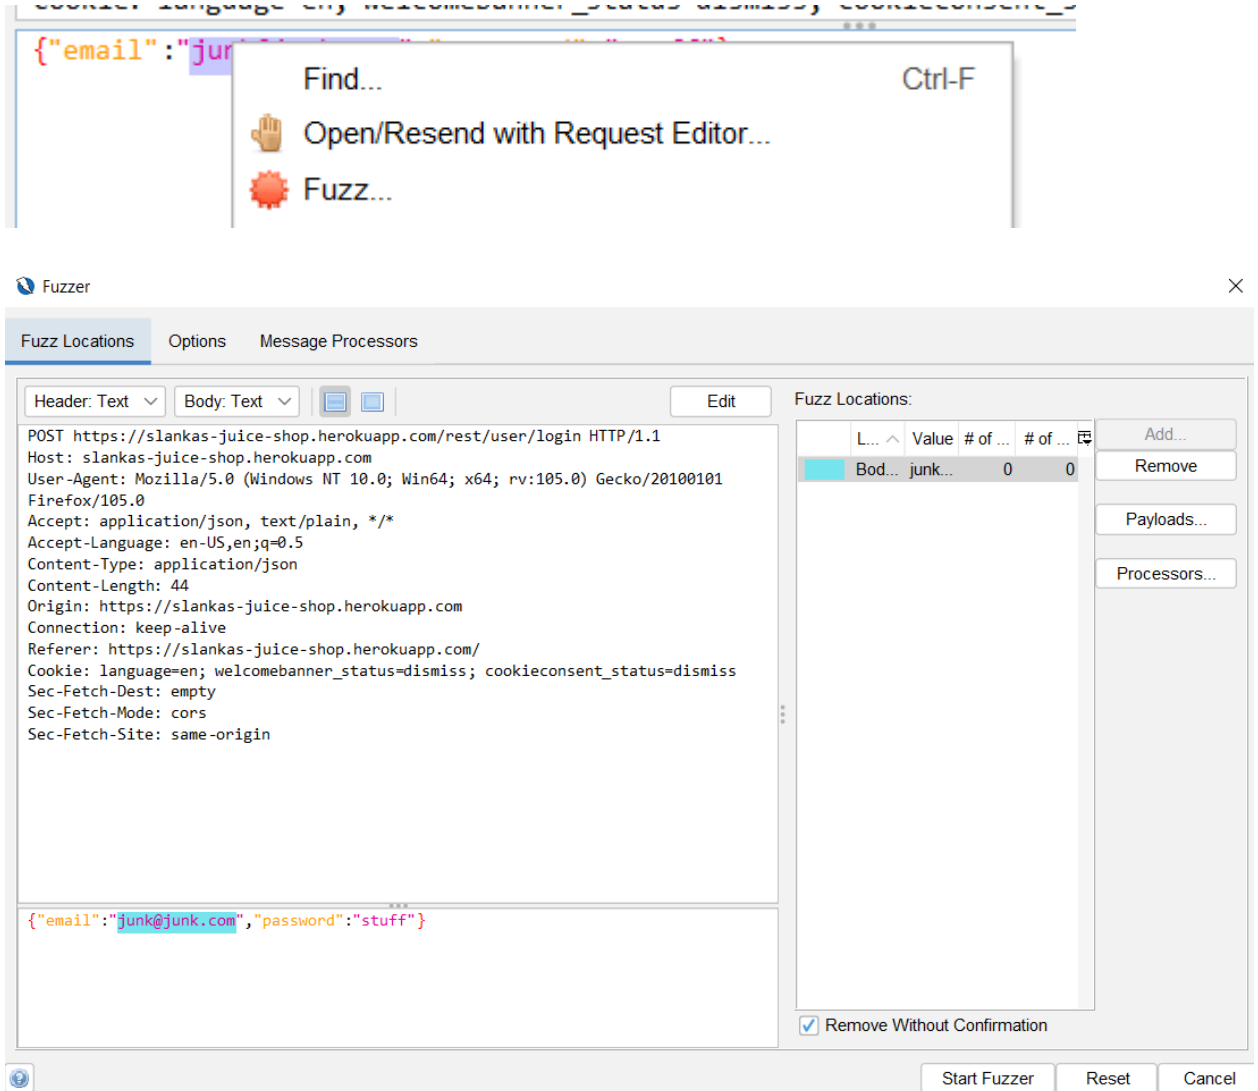 {"email":"jur
Find... Ctrl-F
Open/Resend with Request Editor...
Fuzz...
Fuzzer
Fuzz Locations Options Message Processors
Header: Text Body: Text Edit Fuzz Locations:
POST https://slankas-juice-shop.herokuapp.com/rest/user/login HTTP/1.1
Host: slankas-juice-shop.herokuapp.com
User-Agent: Mozilla/5.0 (Windows NT 10.0; Win64; x64; rv:105.0) Gecko/20100101
Firefox/105.0
Accept: application/json, text/plain, */*
Accept-Language: en-US,en;q=0.5
Content-Type: application/json
Content-Length: 44
Origin: https://slankas-juice-shop.herokuapp.com
Connection: keep-alive
Referer: https://slankas-juice-shop.herokuapp.com/
Cookie: language=en; welcomebanner_status=dismiss; cookieconsent_status=dismiss
Sec-Fetch-Dest: empty
Sec-Fetch-Mode: cors
Sec-Fetch-Site: same-origin
{"email":"junk@junk.com","password":"stuff"}
L... Value # of ... # of ...
Bod... junk... 0 0
Add...
Remove
Payloads...
Processors...
Remove Without Confirmation
Start Fuzzer Reset Cancel